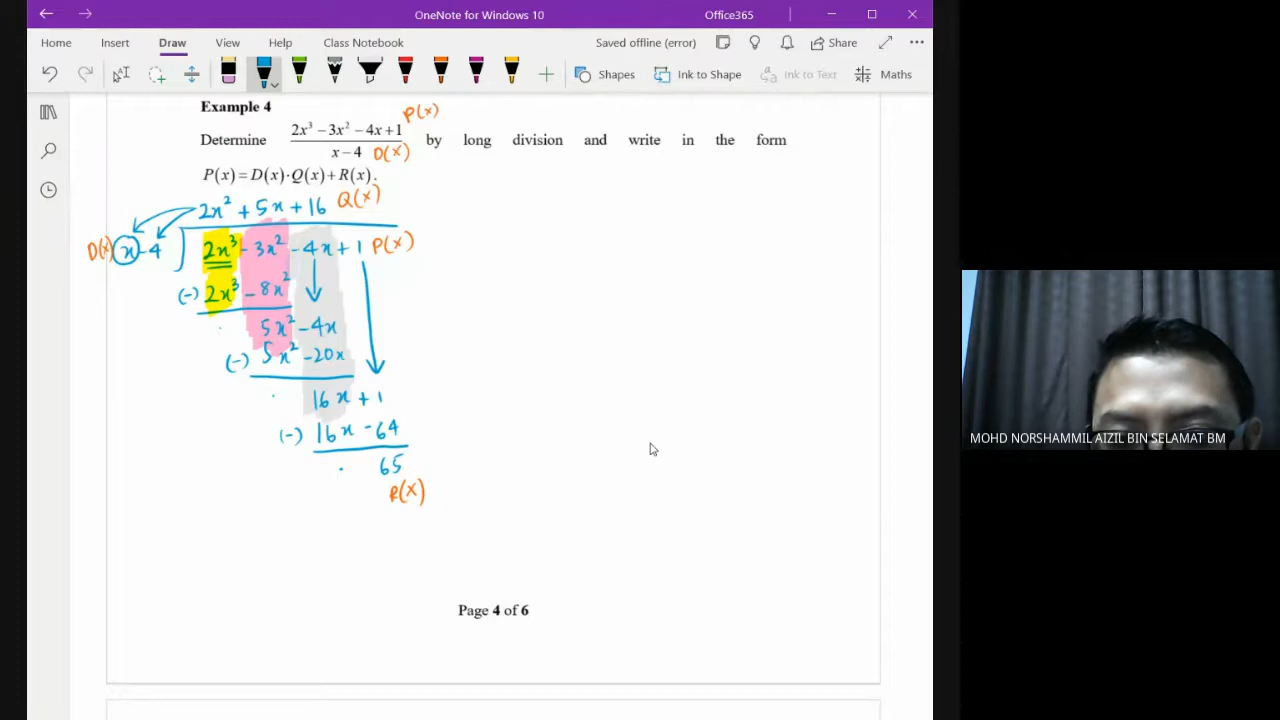 OneNote for Windows 10
Office365
Home Insert Draw View Help Class Notebook
Saved offline (error)
Share
Shapes
Ink to Shape
Ink to Text
Maths
Example 4
P(x)
Determine 2x³ − 3x² − 4x + 1 / x − 4 by long division and write in the form
D(x)
P(x) = D(x)·Q(x) + R(x).
2x² + 5x + 16 Q(x)
D(x) x - 4 2x³ - 3x² - 4x + 1 P(x)
(-) 2x³ - 8x²
5x² - 4x
(-) 5x² - 20x
16x + 1
(-) 16x - 64
65
R(x)
Page 4 of 6
MOHD NORSHAMMIL AIZIL BIN SELAMAT BM